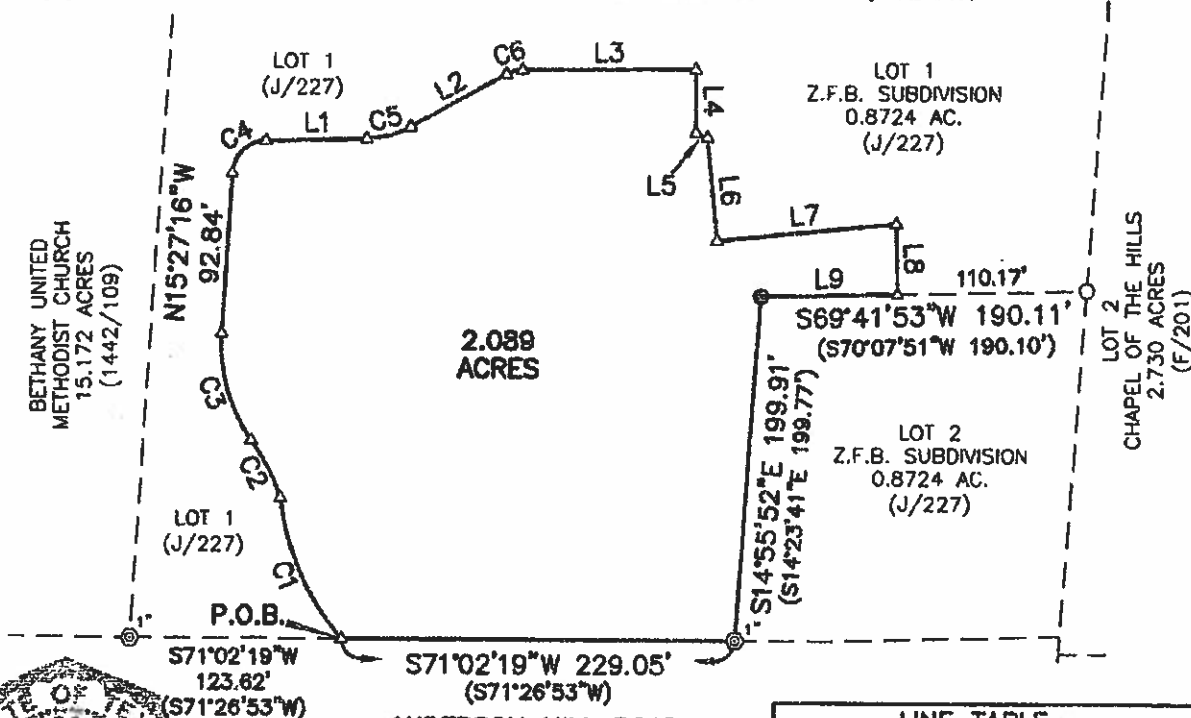 LOT 1
(J/227)
C4
L1
C5
L2
C6
L3
L4
L5
L6
L7
L8
L9
LOT 1
Z.F.B. SUBDIVISION
0.8724 AC.
(J/227)
N15°27'16"W
92.84'
BETHANY UNITED
METHODIST CHURCH
15.172 ACRES
(1442/109)
2.089
ACRES
110.17'
S69°41'53"W 190.11'
(S70°07'51"W 190.10')
LOT 2
CHAPEL OF THE HILLS
2.730 ACRES
(F/201)
C3
C2
C1
S14°55'52"E 199.91'
(S14°23'41"E 199.77')
LOT 2
Z.F.B. SUBDIVISION
0.8724 AC.
(J/227)
LOT 1
(J/227)
P.O.B.
1"
1"
S71°02'19"W
123.62'
(S71°26'53"W)
S71°02'19"W 229.05'
(S71°26'53"W)
OF
LINE TABLE